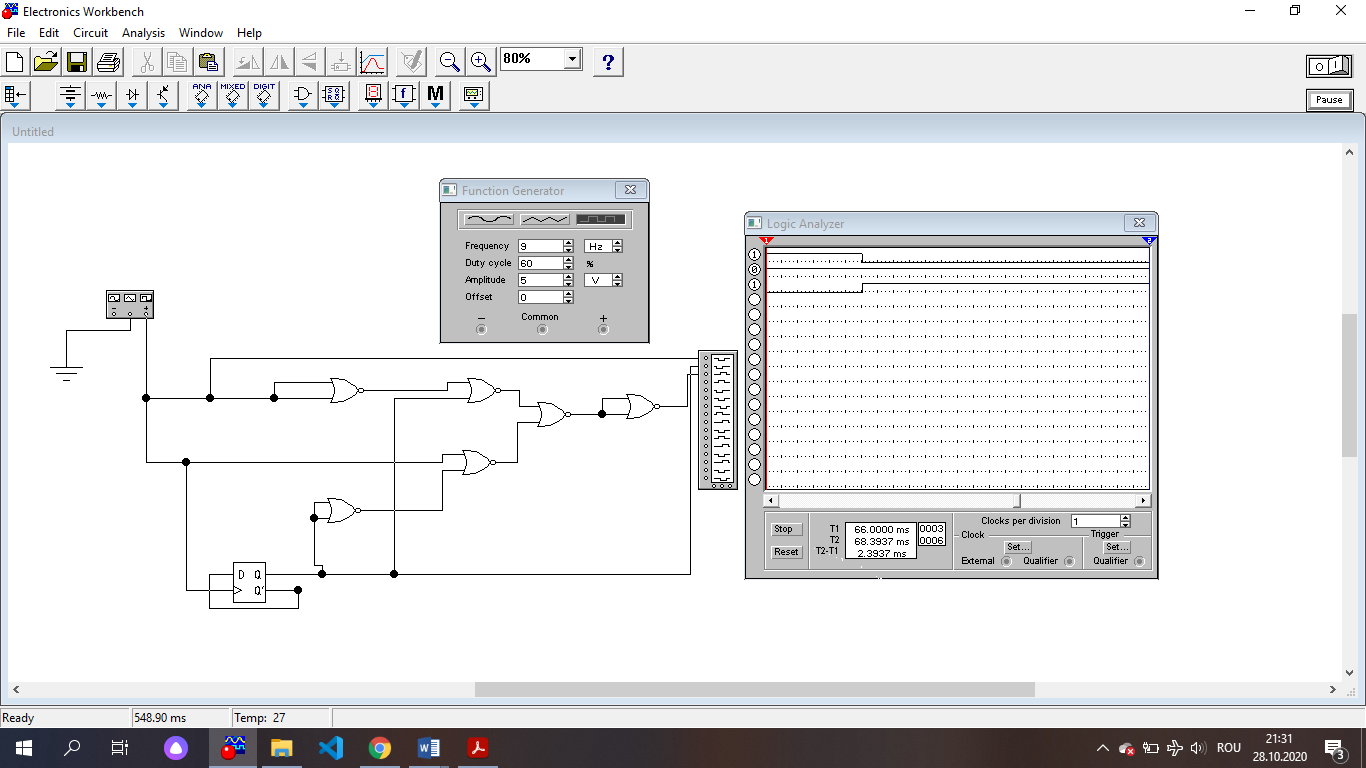 Electronics Workbench
File Edit Circuit Analysis Window Help
80%
?
O I
ANA MIXED DIGIT
f M
Pause
Untitled
Function Generator
Frequency 9 Hz
Duty cycle 60 %
Amplitude 5 V
Offset 0
− Common +
Logic Analyzer
1 2
1
0
1
Clocks per division 1
Stop
Reset
T1 66.0000 ms 0003
T2 68.3937 ms 0006
T2-T1 2.3937 ms
Clock
Set...
External Qualifier
Trigger
Set...
Qualifier
D Q
Q'
Ready 548.90 ms Temp: 27
ROU
21:31
28.10.2020
3